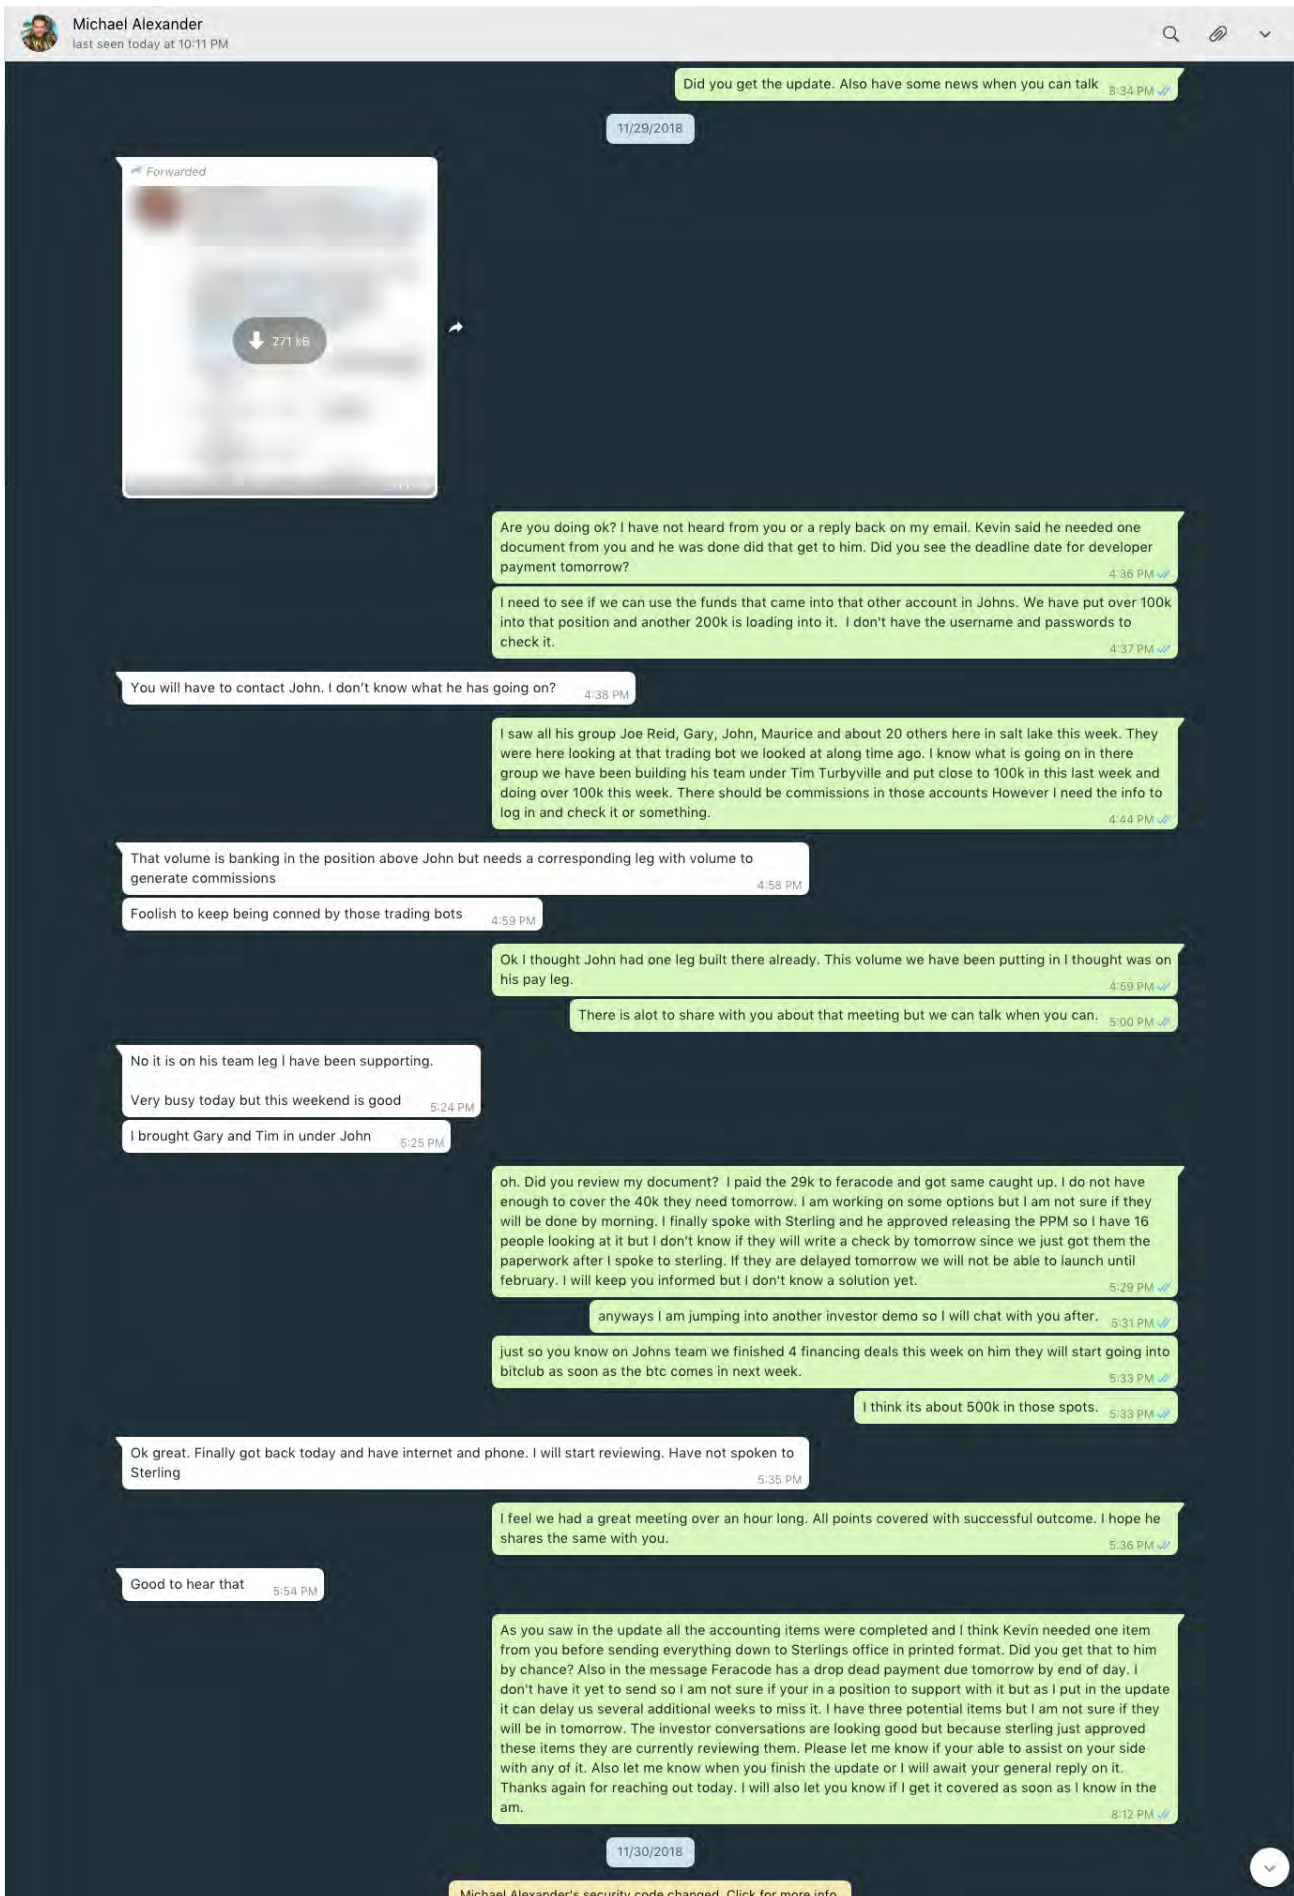 Michael Alexander
last seen today at 10:11 PM
Did you get the update. Also have some news when you can talk 8:34 PM
11/29/2018
Forwarded
271 kB
Are you doing ok? I have not heard from you or a reply back on my email. Kevin said he needed one
document from you and he was done did that get to him. Did you see the deadline date for developer
payment tomorrow?
4:36 PM
I need to see if we can use the funds that came into that other account in Johns. We have put over 100k
into that position and another 200k is loading into it. I don't have the username and passwords to
check it.
4:37 PM
You will have to contact John. I don't know what he has going on? 4:38 PM
I saw all his group Joe Reid, Gary, John, Maurice and about 20 others here in salt lake this week. They
were here looking at that trading bot we looked at along time ago. I know what is going on in there
group we have been building his team under Tim Turbyville and put close to 100k in this last week and
doing over 100k this week. There should be commissions in those accounts However I need the info to
log in and check it or something.
4:44 PM
That volume is banking in the position above John but needs a corresponding leg with volume to
generate commissions
4:58 PM
Foolish to keep being conned by those trading bots 4:59 PM
Ok I thought John had one leg built there already. This volume we have been putting in I thought was on
his pay leg.
4:59 PM
There is alot to share with you about that meeting but we can talk when you can. 5:00 PM
No it is on his team leg I have been supporting.
Very busy today but this weekend is good 5:24 PM
I brought Gary and Tim in under John 5:25 PM
oh. Did you review my document? I paid the 29k to feracode and got same caught up. I do not have
enough to cover the 40k they need tomorrow. I am working on some options but I am not sure if they
will be done by morning. I finally spoke with Sterling and he approved releasing the PPM so I have 16
people looking at it but I don't know if they will write a check by tomorrow since we just got them the
paperwork after I spoke to sterling. If they are delayed tomorrow we will not be able to launch until
february. I will keep you informed but I don't know a solution yet.
5:29 PM
anyways I am jumping into another investor demo so I will chat with you after. 5:31 PM
just so you know on Johns team we finished 4 financing deals this week on him they will start going into
bitclub as soon as the btc comes in next week.
5:33 PM
I think its about 500k in those spots. 5:33 PM
Ok great. Finally got back today and have internet and phone. I will start reviewing. Have not spoken to
Sterling
5:35 PM
I feel we had a great meeting over an hour long. All points covered with successful outcome. I hope he
shares the same with you.
5:36 PM
Good to hear that 5:54 PM
As you saw in the update all the accounting items were completed and I think Kevin needed one item
from you before sending everything down to Sterlings office in printed format. Did you get that to him
by chance? Also in the message Feracode has a drop dead payment due tomorrow by end of day. I
don't have it yet to send so I am not sure if your in a position to support with it but as I put in the update
it can delay us several additional weeks to miss it. I have three potential items but I am not sure if they
will be in tomorrow. The investor conversations are looking good but because sterling just approved
these items they are currently reviewing them. Please let me know if your able to assist on your side
with any of it. Also let me know when you finish the update or I will await your general reply on it.
Thanks again for reaching out today. I will also let you know if I get it covered as soon as I know in the
am.
8:12 PM
11/30/2018
Michael Alexander's security code changed. Click for more info.